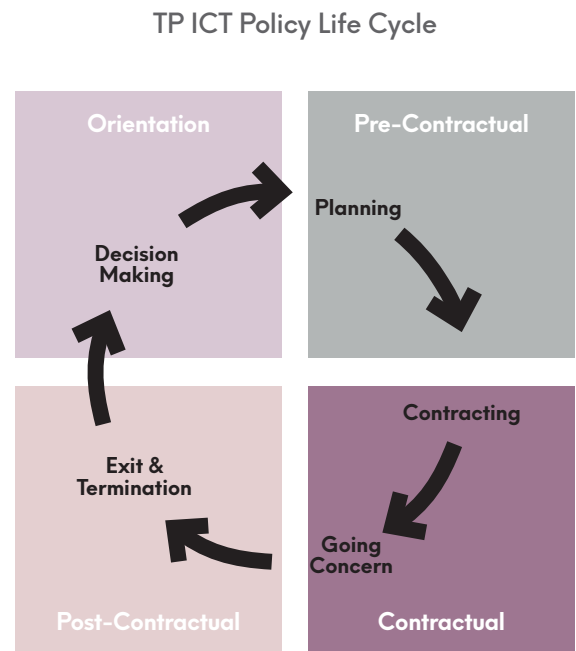 TP ICT Policy Life Cycle
Orientation
Pre-Contractual
Planning
Decision
Making
Contracting
Exit &
Termination
Going
Concern
Post-Contractual
Contractual